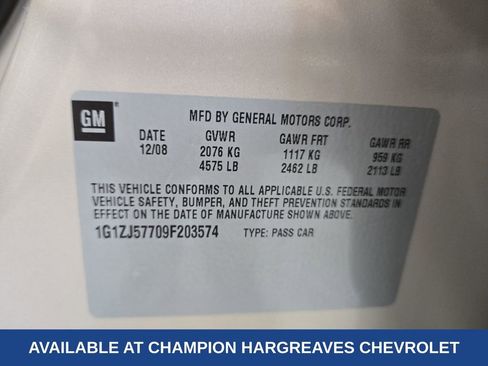 GM
MFD BY GENERAL MOTORS CORP.
DATE GVWR GAWR FRT GAWR RR
12/08 2076 KG 1117 KG 959 KG
4575 LB 2462 LB 2113 LB
THIS VEHICLE CONFORMS TO ALL APPLICABLE U.S. FEDERAL MOTOR
VEHICLE SAFETY, BUMPER, AND THEFT PREVENTION STANDARDS IN
EFFECT ON THE DATE OF MANUFACTURE SHOWN ABOVE.
1G1ZJ57709F203574 TYPE: PASS CAR
AVAILABLE AT CHAMPION HARGREAVES CHEVROLET